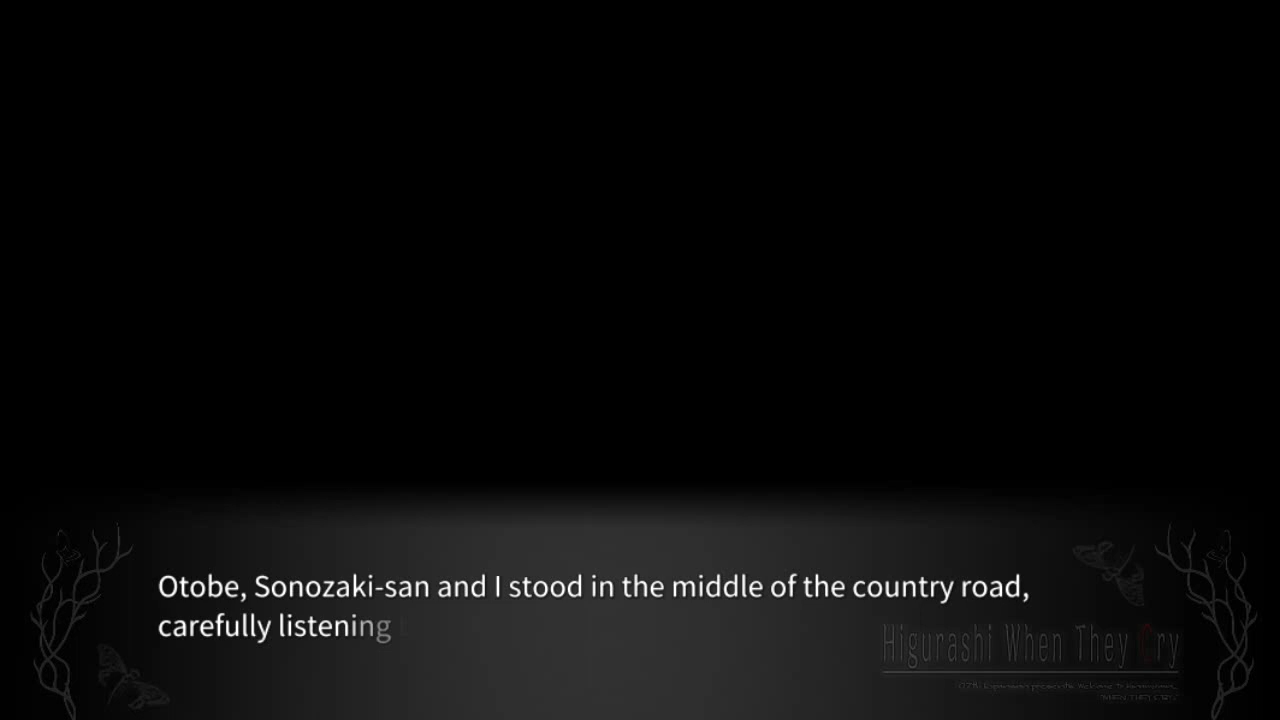 Otobe, Sonozaki-san and I stood in the middle of the country road,
carefully listening
Higurashi When They Cry